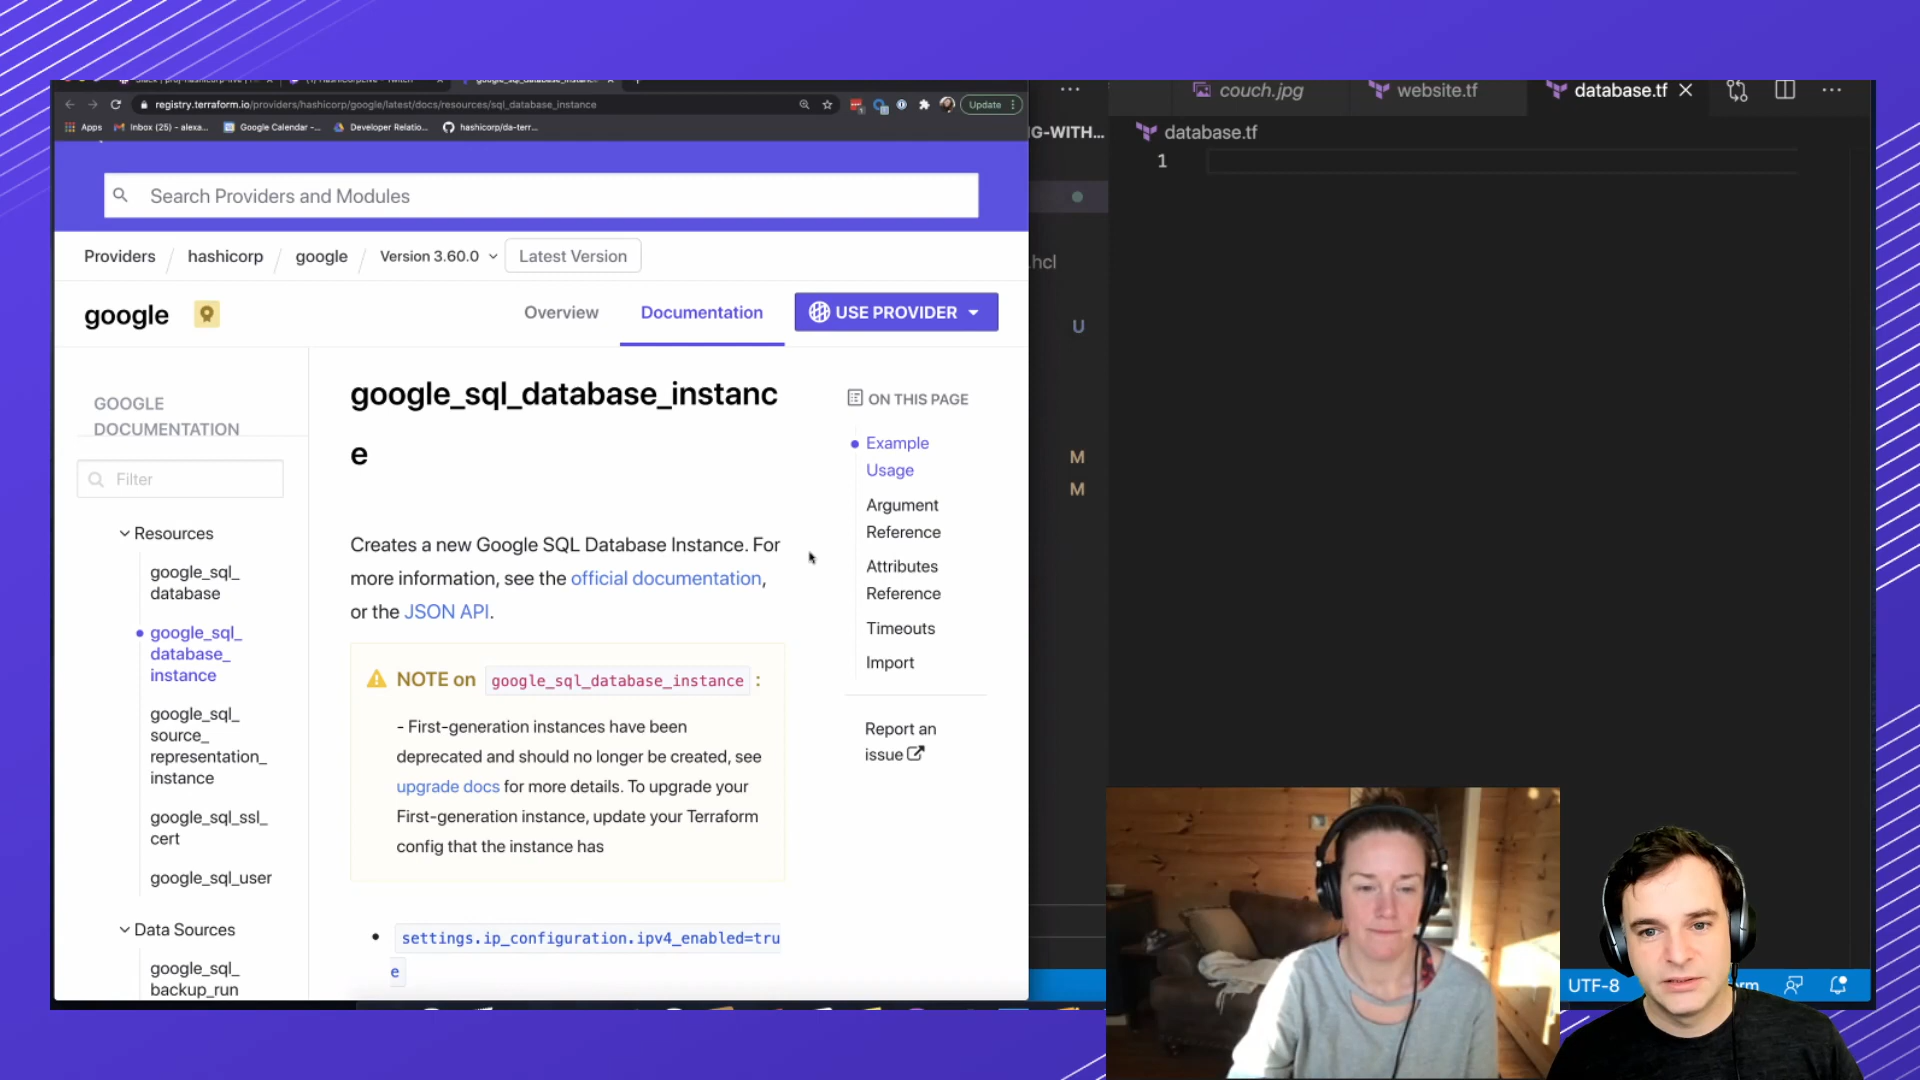 registry.terraform.io/providers/hashicorp/google/latest/docs/resources/sql_database_instance
Update
Apps
Inbox (25) - alexa...
Google Calendar -...
Developer Relatio...
hashicorp/da-terr...
Search Providers and Modules
Providers
hashicorp
google
Version 3.60.0
Latest Version
google
Overview
Documentation
USE PROVIDER
GOOGLE
DOCUMENTATION
Filter
Resources
google_sql_
database
google_sql_
database_
instance
google_sql_
source_
representation_
instance
google_sql_ssl_
cert
google_sql_user
Data Sources
google_sql_
backup_run
google_sql_database_instanc
e
Creates a new Google SQL Database Instance. For
more information, see the official documentation,
or the JSON API.
NOTE on google_sql_database_instance :
- First-generation instances have been
deprecated and should no longer be created, see
upgrade docs for more details. To upgrade your
First-generation instance, update your Terraform
config that the instance has
settings.ip_configuration.ipv4_enabled=tru
e
ON THIS PAGE
Example
Usage
Argument
Reference
Attributes
Reference
Timeouts
Import
Report an
issue
G-WITH...
.hcl
U
M
M
couch.jpg
website.tf
database.tf
database.tf
1
UTF-8
rm